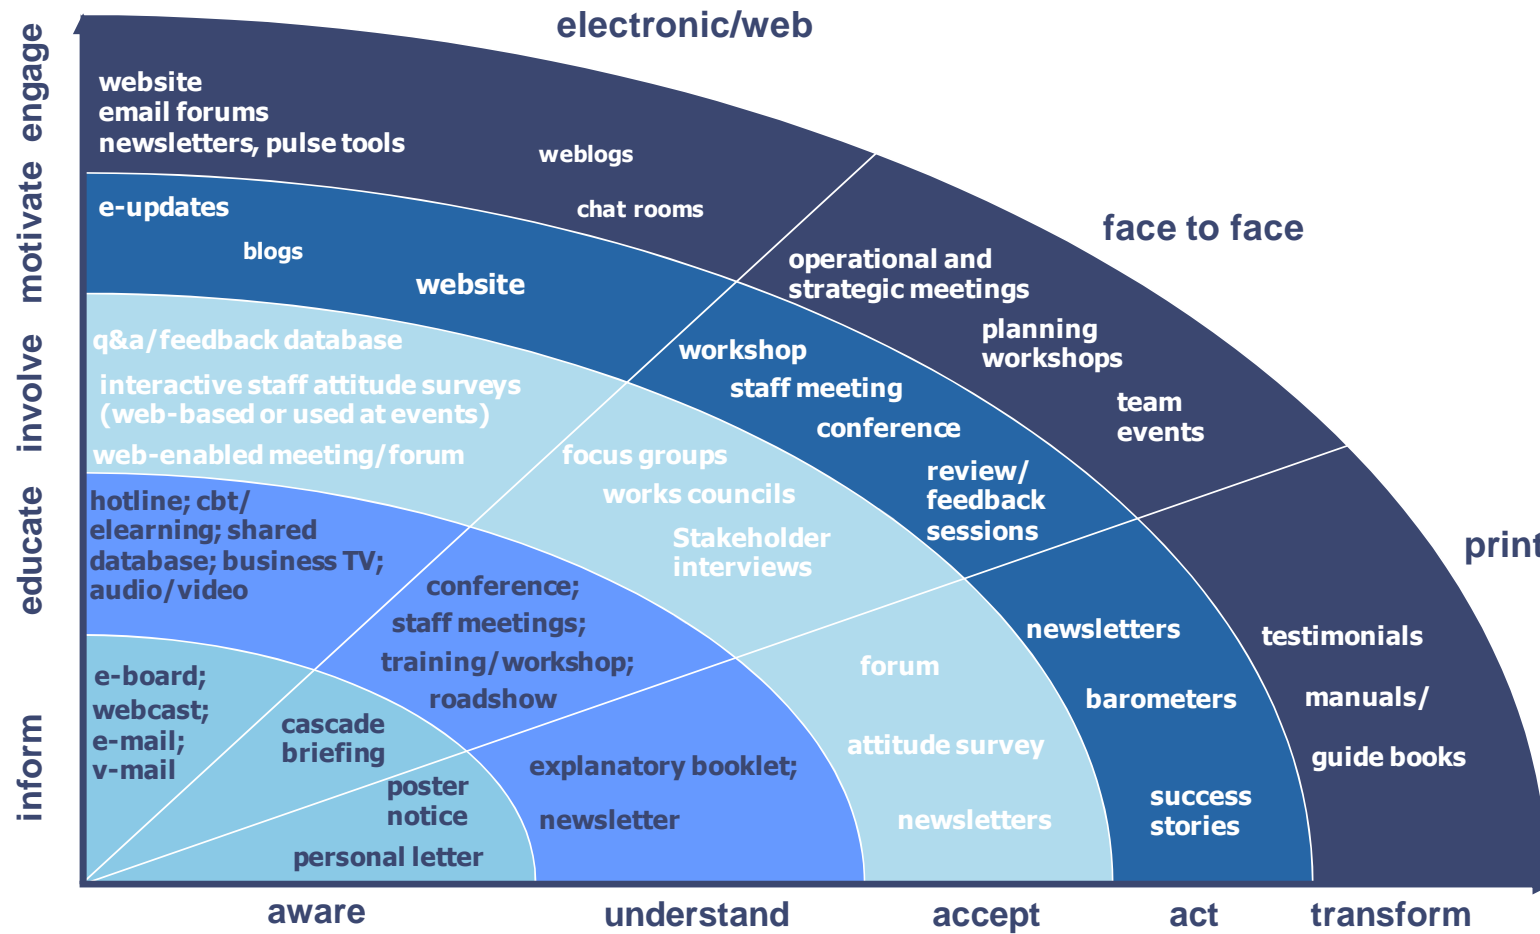 electronic/web
engage
website
email forums
newsletters, pulse tools
weblogs
chat rooms
face to face
operational and
strategic meetings
planning
workshops
team
events
motivate
e-updates
blogs
website
workshop
staff meeting
conference
review/
feedback
sessions
involve
q&a/feedback database
interactive staff attitude surveys
(web-based or used at events)
web-enabled meeting/forum
focus groups
works councils
Stakeholder
interviews
educate
hotline; cbt/
elearning; shared
database; business TV;
audio/video
conference;
staff meetings;
training/workshop;
roadshow
print
newsletters
barometers
success
stories
testimonials
manuals/
guide books
forum
attitude survey
newsletters
explanatory booklet;
newsletter
inform
e-board;
webcast;
e-mail;
v-mail
cascade
briefing
poster
notice
personal letter
aware
understand
accept
act
transform